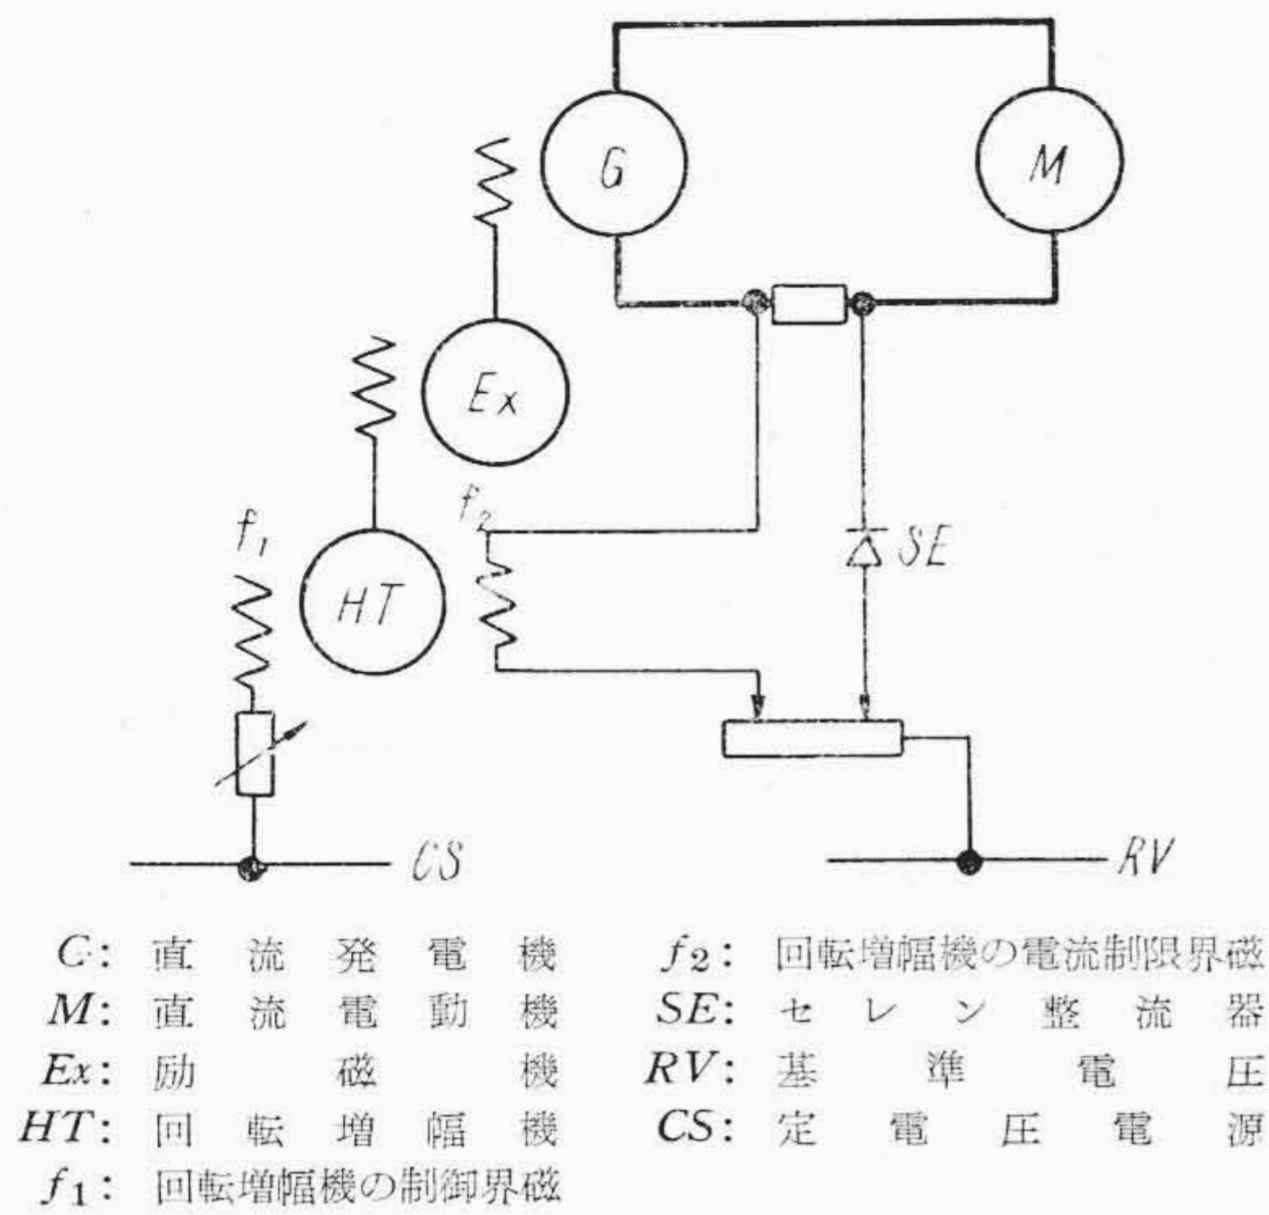 G
M
Ex
f2
f1
HT
SE
CS
RV
C: 直流発電機
M: 直流電動機
Ex: 励磁機
HT: 回転増幅機
f1: 回転増幅機の制御界磁
f2: 回転増幅機の電流制限界磁
SE: セレン整流器
RV: 基準電圧
CS: 定電圧電源